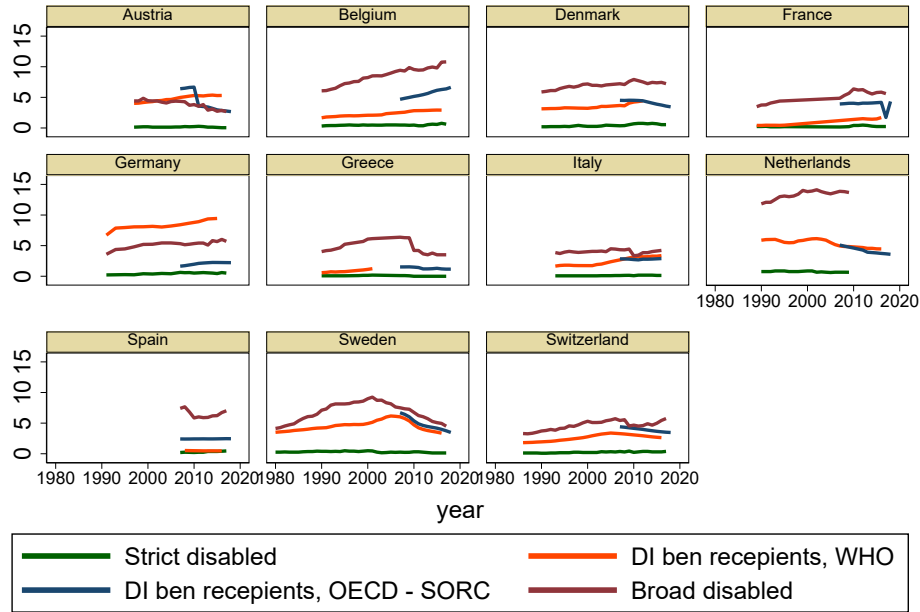 Austria Belgium Denmark France
0 5 10 15
Germany Greece Italy Netherlands
0 5 10 15
1980 1990 2000 2010 2020
Spain Sweden Switzerland
0 5 10 15
1980 1990 2000 2010 2020 1980 1990 2000 2010 2020 1980 1990 2000 2010 2020
year
Strict disabled DI ben recepients, WHO
DI ben recepients, OECD - SORC Broad disabled